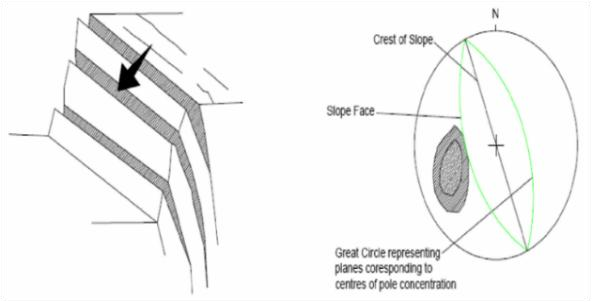 N
Crest of Slope
Slope Face
Great Circle representing
planes coresponding to
centres of pole concentration